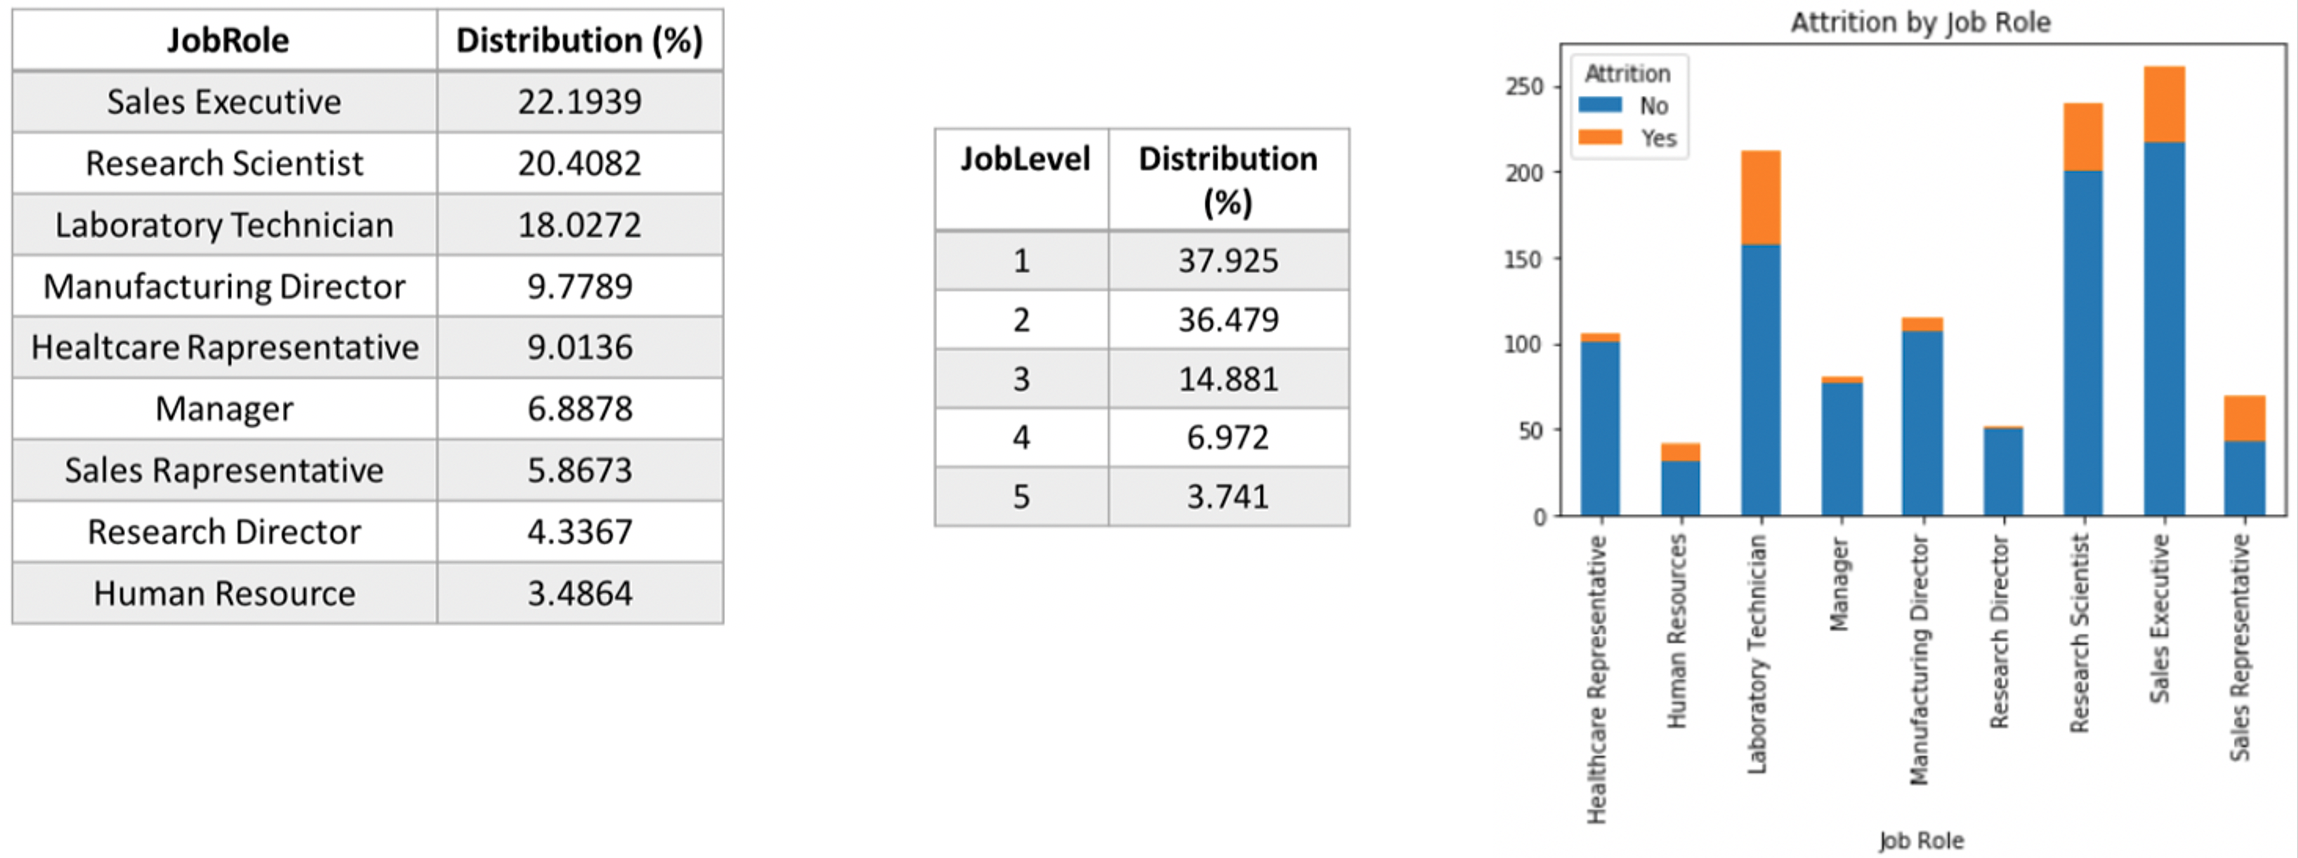 JobRole Distribution (%)
Sales Executive 22.1939
Research Scientist 20.4082
Laboratory Technician 18.0272
Manufacturing Director 9.7789
Healtcare Rapresentative 9.0136
Manager 6.8878
Sales Rapresentative 5.8673
Research Director 4.3367
Human Resource 3.4864
JobLevel Distribution
(%)
1 37.925
2 36.479
3 14.881
4 6.972
5 3.741
Attrition by Job Role
Attrition
No
Yes
250
200
150
100
50
0
Healthcare Representative
Human Resources
Laboratory Technician
Manager
Manufacturing Director
Research Director
Research Scientist
Sales Executive
Sales Representative
Job Role